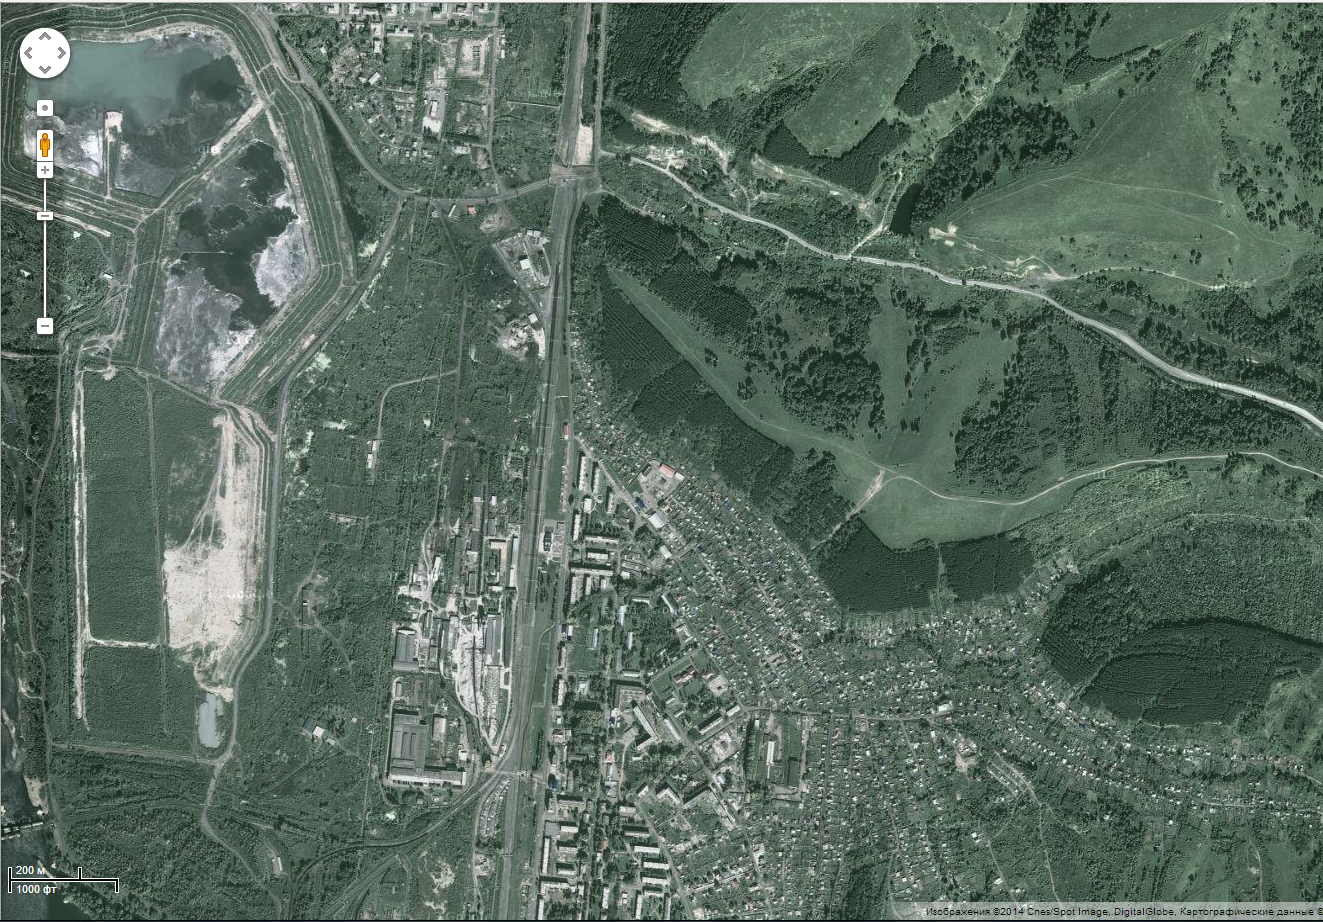 200 м
1000 фт
Изображения ©2014 Cnes/Spot Image, DigitalGlobe, Картографические данные ©